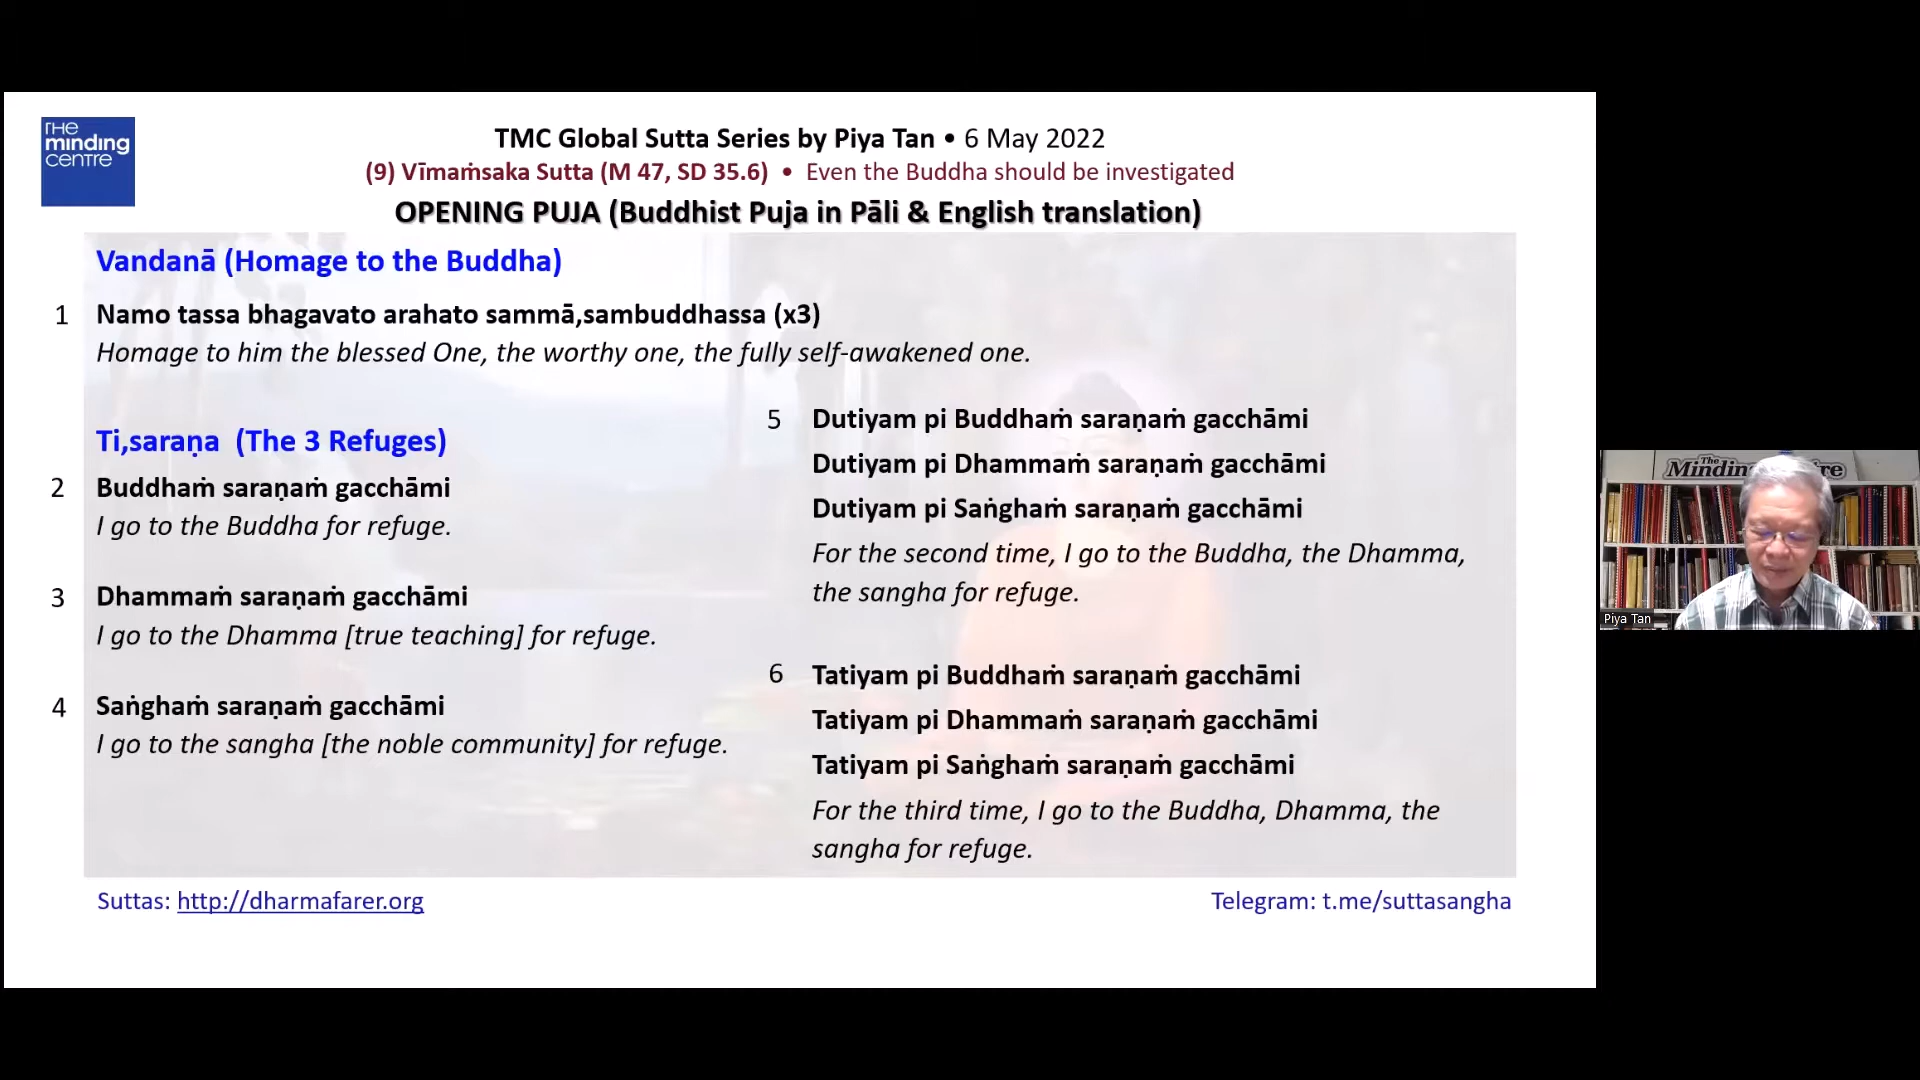 THE
minding
centre
TMC Global Sutta Series by Piya Tan • 6 May 2022
(9) Vīmaṁsaka Sutta (M 47, SD 35.6) • Even the Buddha should be investigated
OPENING PUJA (Buddhist Puja in Pāli & English translation)
Vandanā (Homage to the Buddha)
1 Namo tassa bhagavato arahato sammā,sambuddhassa (x3)
Homage to him the blessed One, the worthy one, the fully self-awakened one.
Ti,saraṇa (The 3 Refuges)
2 Buddhaṁ saraṇaṁ gacchāmi
I go to the Buddha for refuge.
3 Dhammaṁ saraṇaṁ gacchāmi
I go to the Dhamma [true teaching] for refuge.
4 Saṅghaṁ saraṇaṁ gacchāmi
I go to the sangha [the noble community] for refuge.
5 Dutiyam pi Buddhaṁ saraṇaṁ gacchāmi
Dutiyam pi Dhammaṁ saraṇaṁ gacchāmi
Dutiyam pi Saṅghaṁ saraṇaṁ gacchāmi
For the second time, I go to the Buddha, the Dhamma,
the sangha for refuge.
6 Tatiyam pi Buddhaṁ saraṇaṁ gacchāmi
Tatiyam pi Dhammaṁ saraṇaṁ gacchāmi
Tatiyam pi Saṅghaṁ saraṇaṁ gacchāmi
For the third time, I go to the Buddha, Dhamma, the
sangha for refuge.
Suttas: http://dharmafarer.org
Telegram: t.me/suttasangha
The
Mindin re
Piya Tan